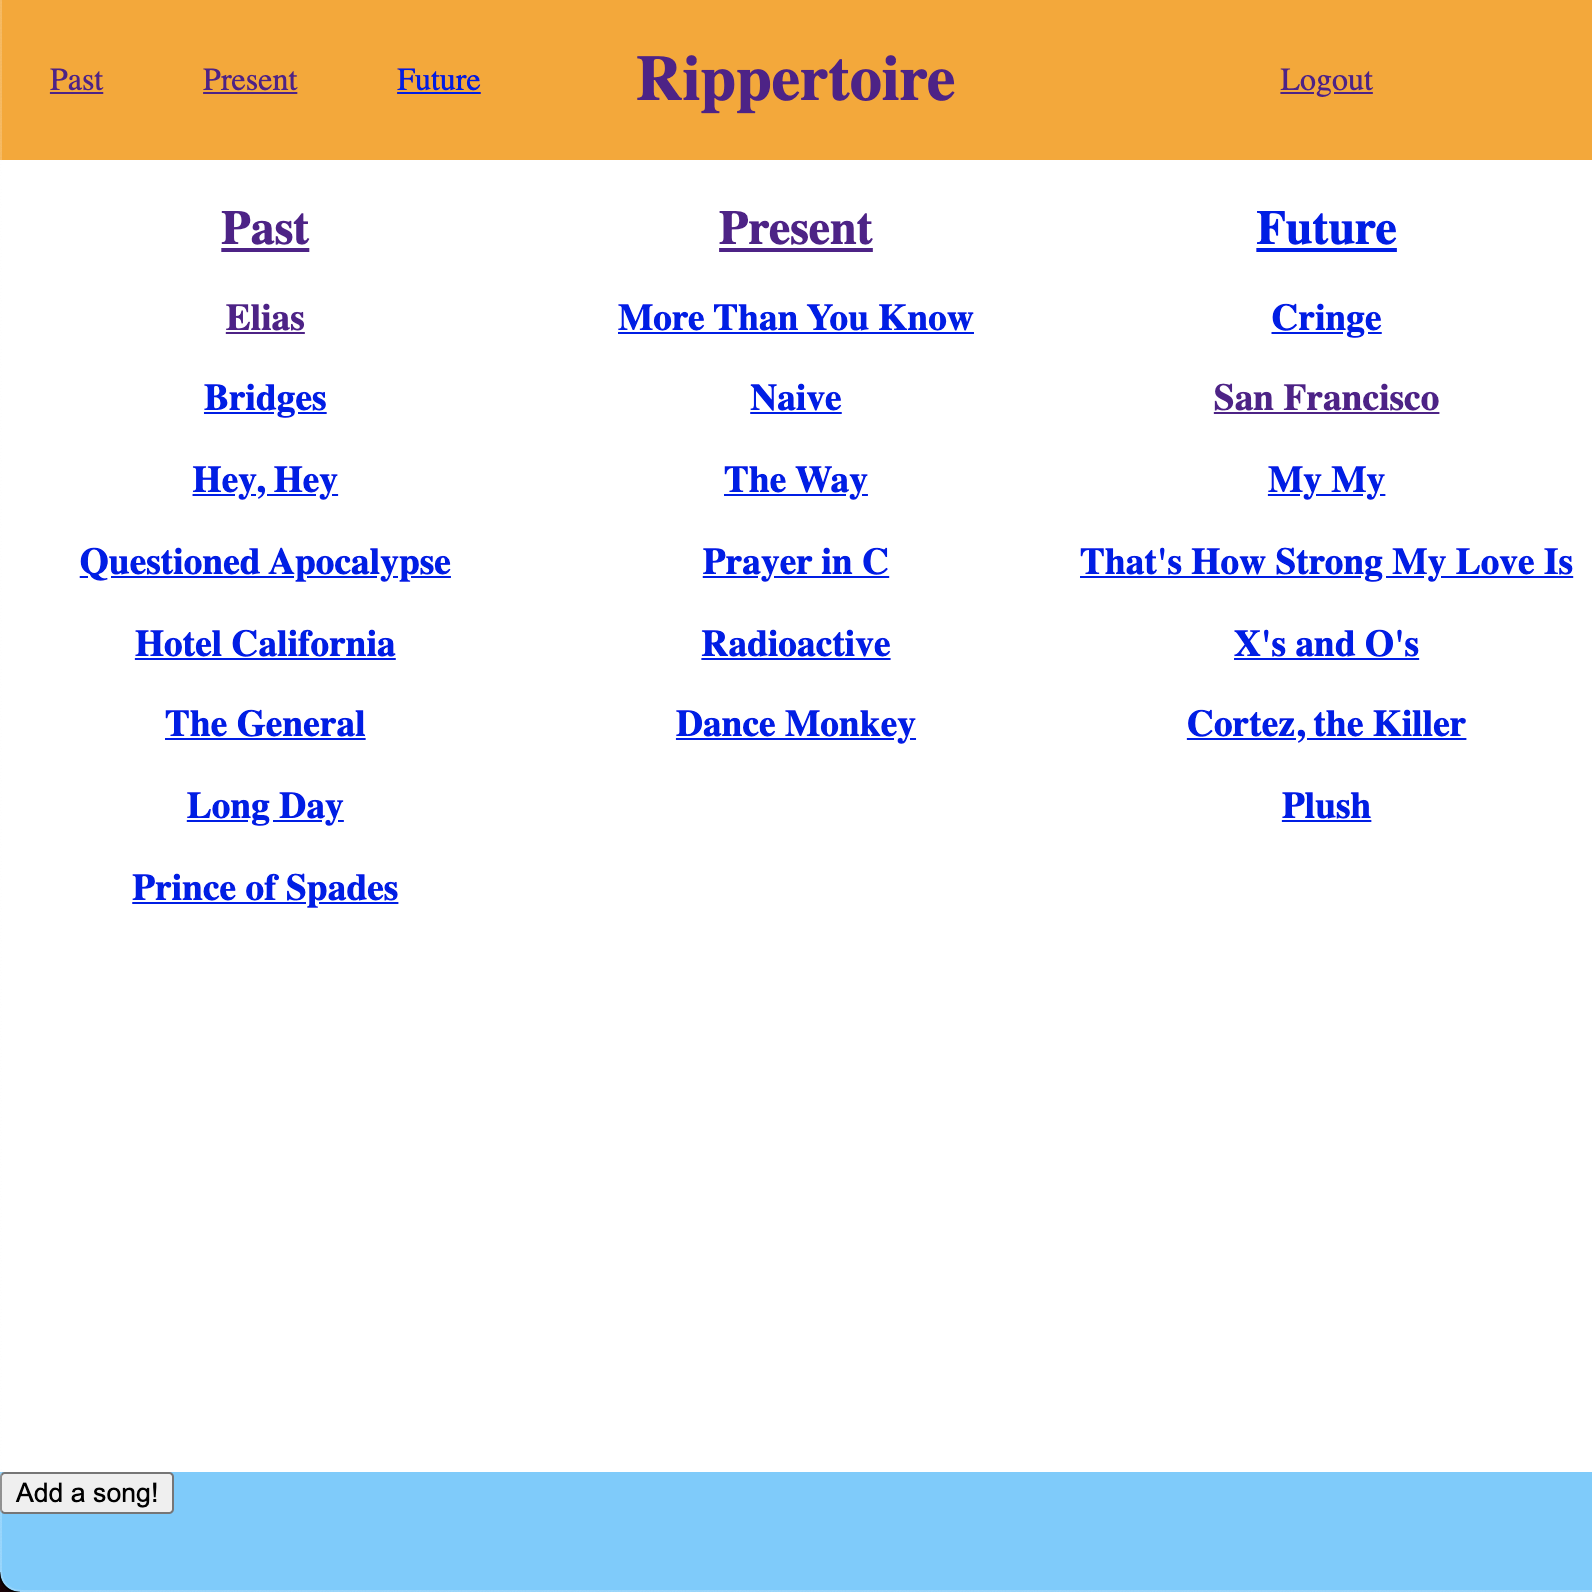 Past Present Future Rippertoire Logout
Past Present Future
Elias More Than You Know Cringe
Bridges Naive San Francisco
Hey, Hey The Way My My
Questioned Apocalypse Prayer in C That's How Strong My Love Is
Hotel California Radioactive X's and O's
The General Dance Monkey Cortez, the Killer
Long Day Plush
Prince of Spades
Add a song!